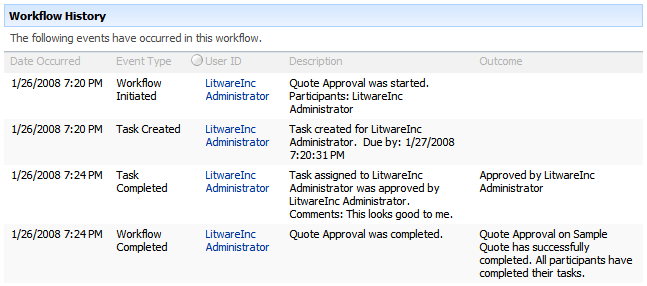 Workflow History
The following events have occurred in this workflow.
Date Occurred Event Type User ID Description Outcome
1/26/2008 7:20 PM Workflow LitwareInc Quote Approval was started.
Initiated Administrator Participants: LitwareInc
Administrator
1/26/2008 7:20 PM Task Created LitwareInc Task created for LitwareInc
Administrator Administrator. Due by: 1/27/2008
7:20:31 PM
1/26/2008 7:24 PM Task LitwareInc Task assigned to LitwareInc Approved by LitwareInc
Completed Administrator Administrator was approved by Administrator
LitwareInc Administrator.
Comments: This looks good to me.
1/26/2008 7:24 PM Workflow LitwareInc Quote Approval was completed. Quote Approval on Sample
Completed Administrator Quote has successfully
completed. All participants have
completed their tasks.